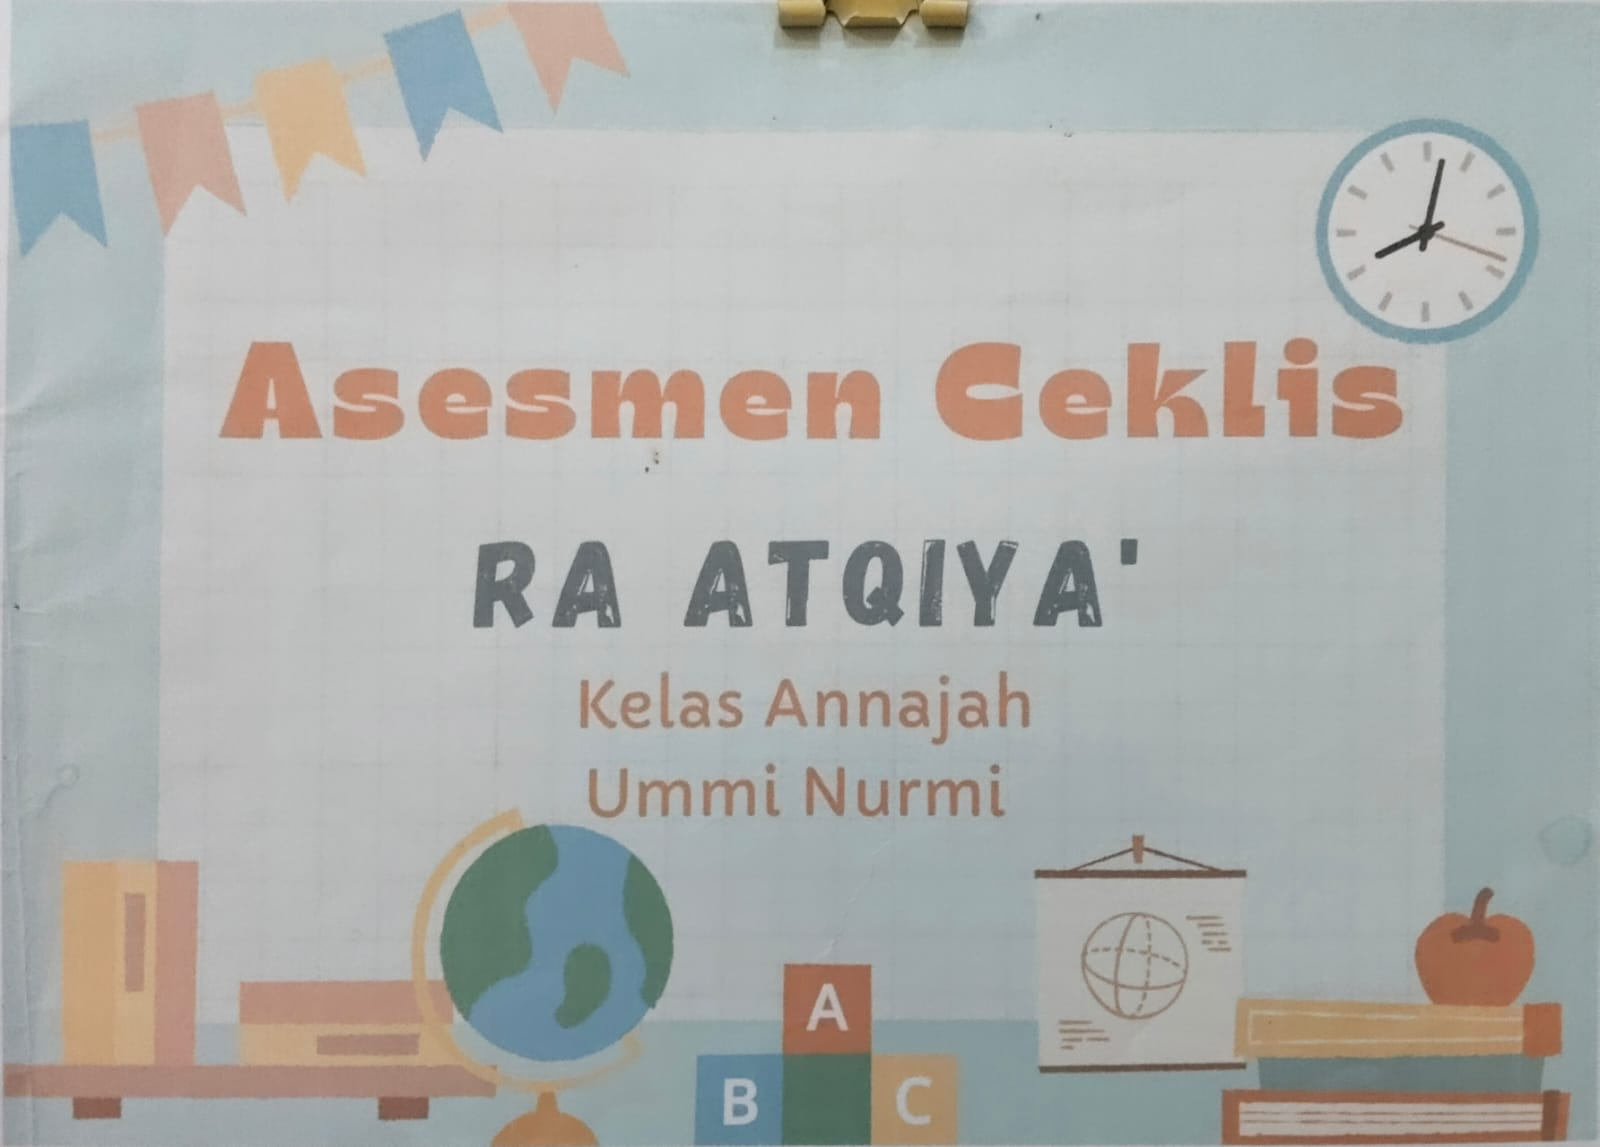 Asesmen Ceklis
RA ATQIYA'
Kelas Annajah
Ummi Nurmi
A
B C